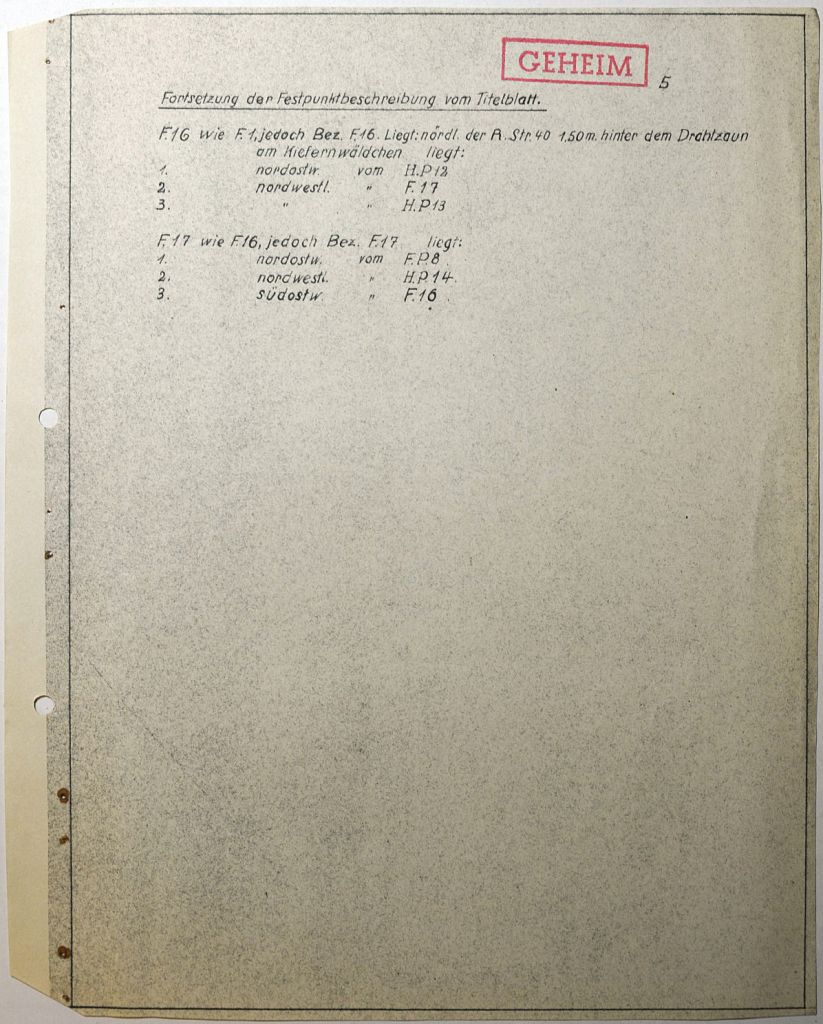 GEHEIM
5
Fortsetzung der Festpunktbeschreibung vom Titelblatt.
F.16 wie F.1, jedoch Bez. F.16. Liegt: nördl. der R. Str. 40 1,50 m. hinter dem Drahtzaun
am Kiefernwäldchen liegt:
1. nordostw. vom H.P.12
2. nordwestl. " F.17
3. " " H.P.13
F.17 wie F.16, jedoch Bez. F.17. liegt:
1. nordostw. vom F.P.8.
2. nordwestl. " H.P.14.
3. südostw. " F.16.